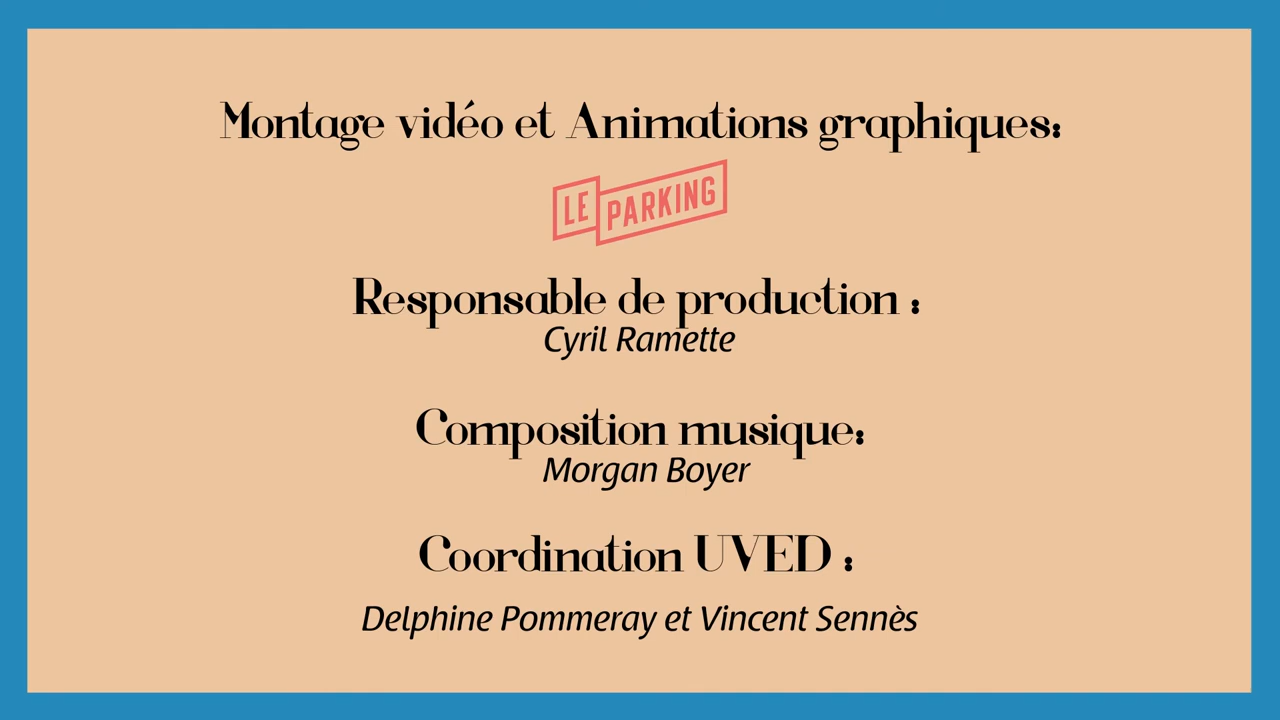 Montage vidéo et Animations graphiques:
LE PARKING
Responsable de production :
Cyril Ramette
Composition musique:
Morgan Boyer
Coordination UVED :
Delphine Pommeray et Vincent Sennès